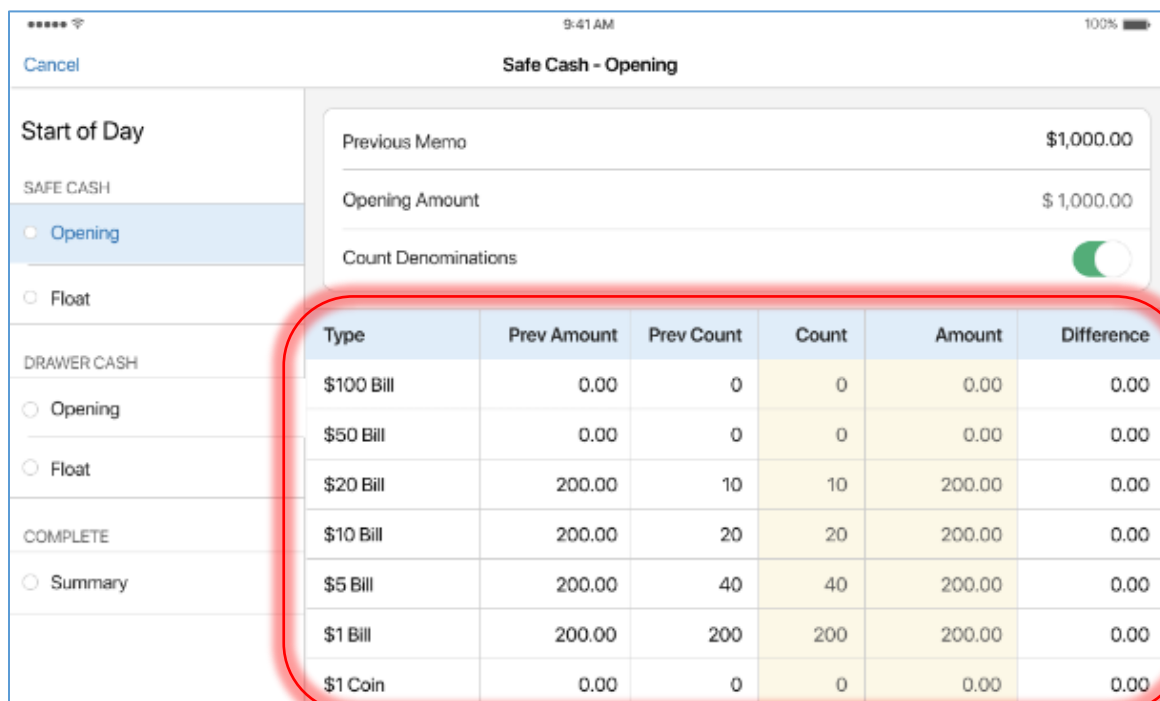 9:41 AM 100%
Cancel Safe Cash - Opening
Start of Day
SAFE CASH
Opening
Float
DRAWER CASH
Opening
Float
COMPLETE
Summary
Previous Memo $1,000.00
Opening Amount $1,000.00
Count Denominations
Type Prev Amount Prev Count Count Amount Difference
$100 Bill 0.00 0 0 0.00 0.00
$50 Bill 0.00 0 0 0.00 0.00
$20 Bill 200.00 10 10 200.00 0.00
$10 Bill 200.00 20 20 200.00 0.00
$5 Bill 200.00 40 40 200.00 0.00
$1 Bill 200.00 200 200 200.00 0.00
$1 Coin 0.00 0 0 0.00 0.00